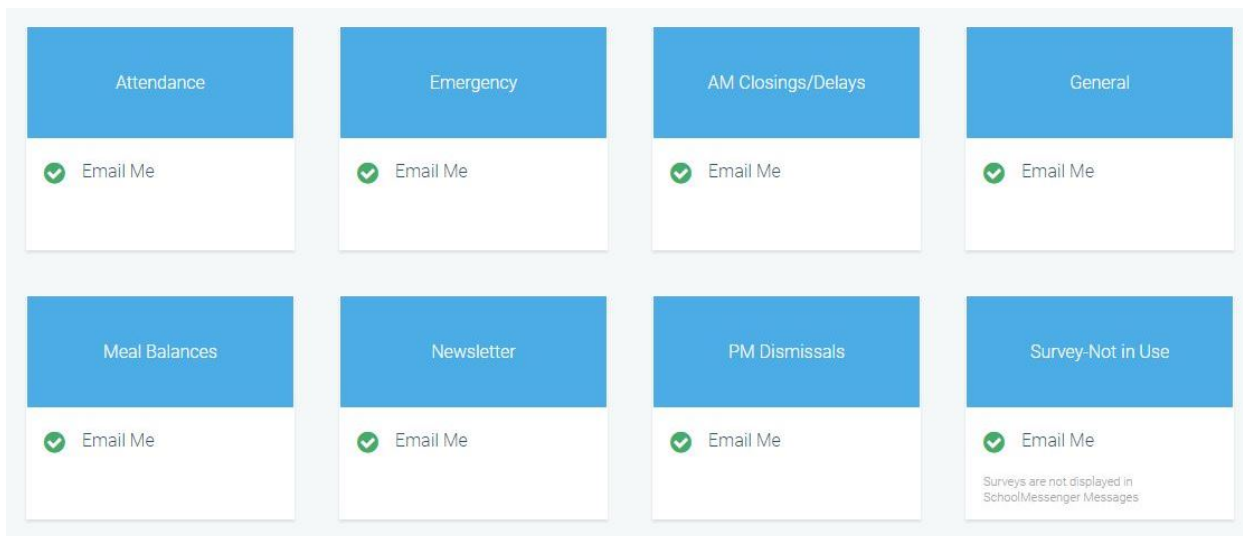 Attendance
Emergency
AM Closings/Delays
General
Email Me
Email Me
Email Me
Email Me
Meal Balances
Newsletter
PM Dismissals
Survey-Not in Use
Email Me
Email Me
Email Me
Email Me
Surveys are not displayed in
SchoolMessenger Messages